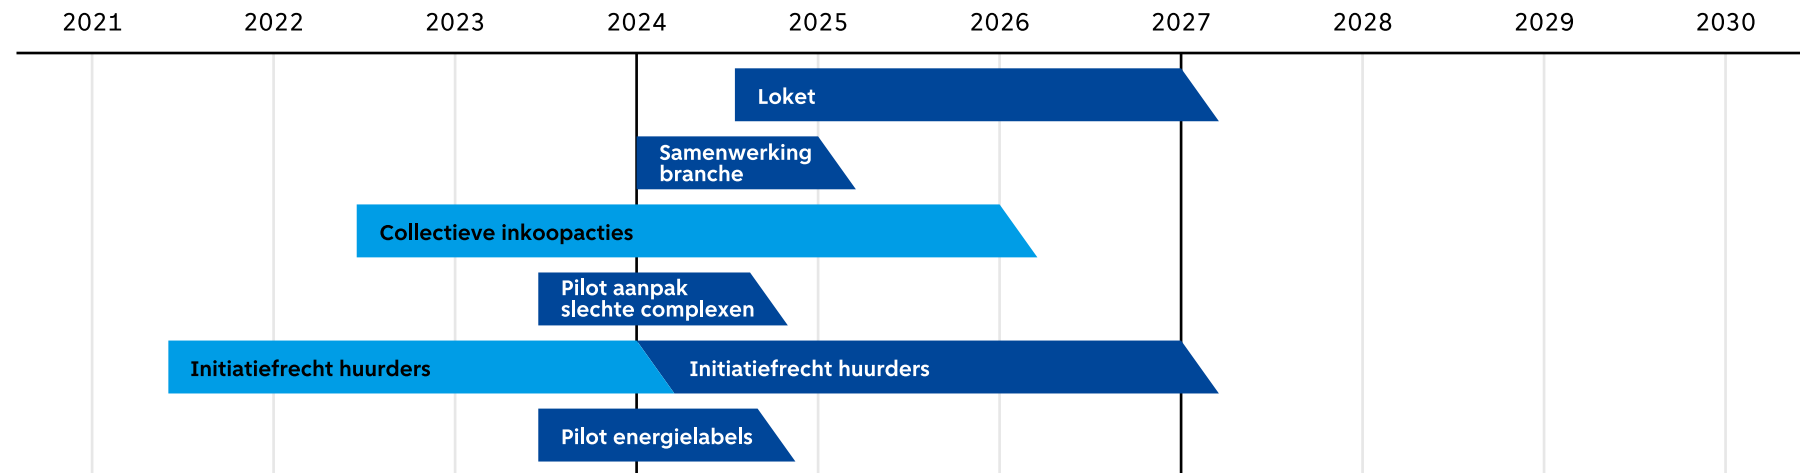 2021 2022 2023 2024 2025 2026 2027 2028 2029 2030
Loket
Samenwerking
branche
Collectieve inkoopacties
Pilot aanpak
slechte complexen
Initiatiefrecht huurders Initiatiefrecht huurders
Pilot energielabels